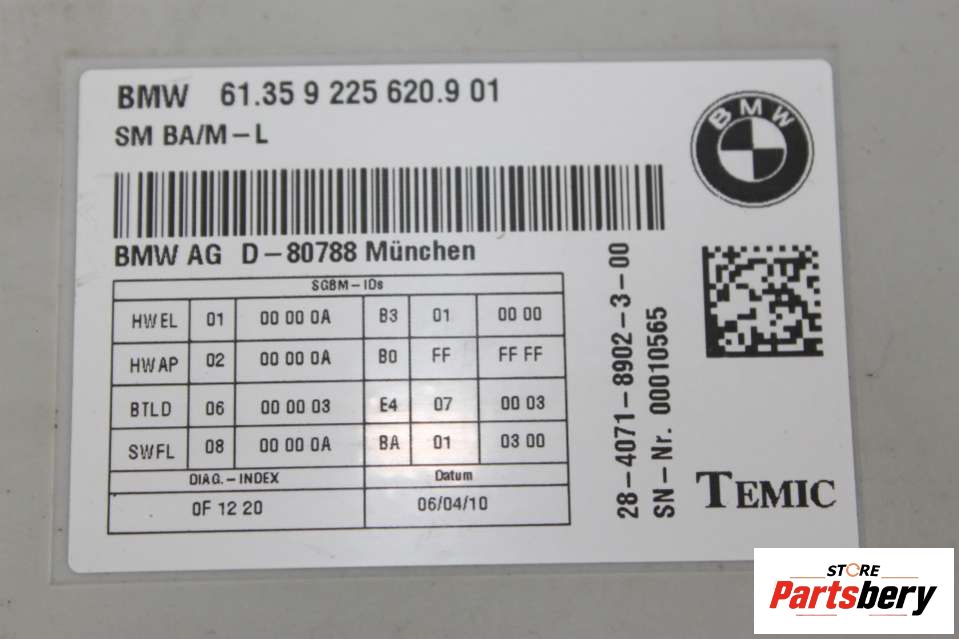 BMW 61.35 9 225 620.9 01
SM BA/M-L
BMW
BMW AG D-80788 München
SGBM-IDs
HWEL 01 00 00 0A B3 01 00 00
HWAP 02 00 00 0A B0 FF FF FF
BTLD 06 00 00 03 E4 07 00 03
SWFL 08 00 00 0A BA 01 03 00
DIAG.-INDEX Datum
0F 12 20 06/04/10
28-4071-8902-3-00
SN-Nr. 00010565
TEMIC
STORE
Partsbery